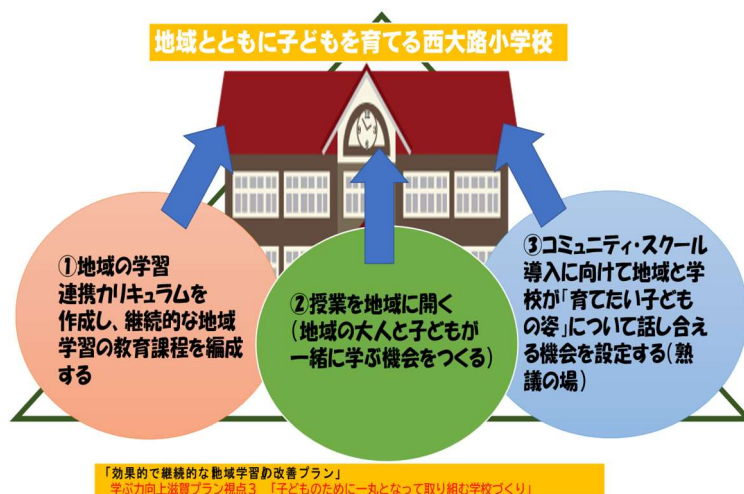 地域とともに子どもを育てる西大路小学校
①地域の学習
連携カリキュラムを
作成し、継続的な地域
学習の教育課程を編成
する
②授業を地域に開く
(地域の大人と子どもが
一緒に学ぶ機会をつくる)
③コミュニティ・スクール
導入に向けて地域と学
校が「育てたい子ども
の姿」について話し合え
る機会を設定する(熟
議の場)
「効果的で継続的な地域学習の改善プラン」
学ぶ力向上滋賀プラン視点3 「子どものために一丸となって取り組む学校づくり」